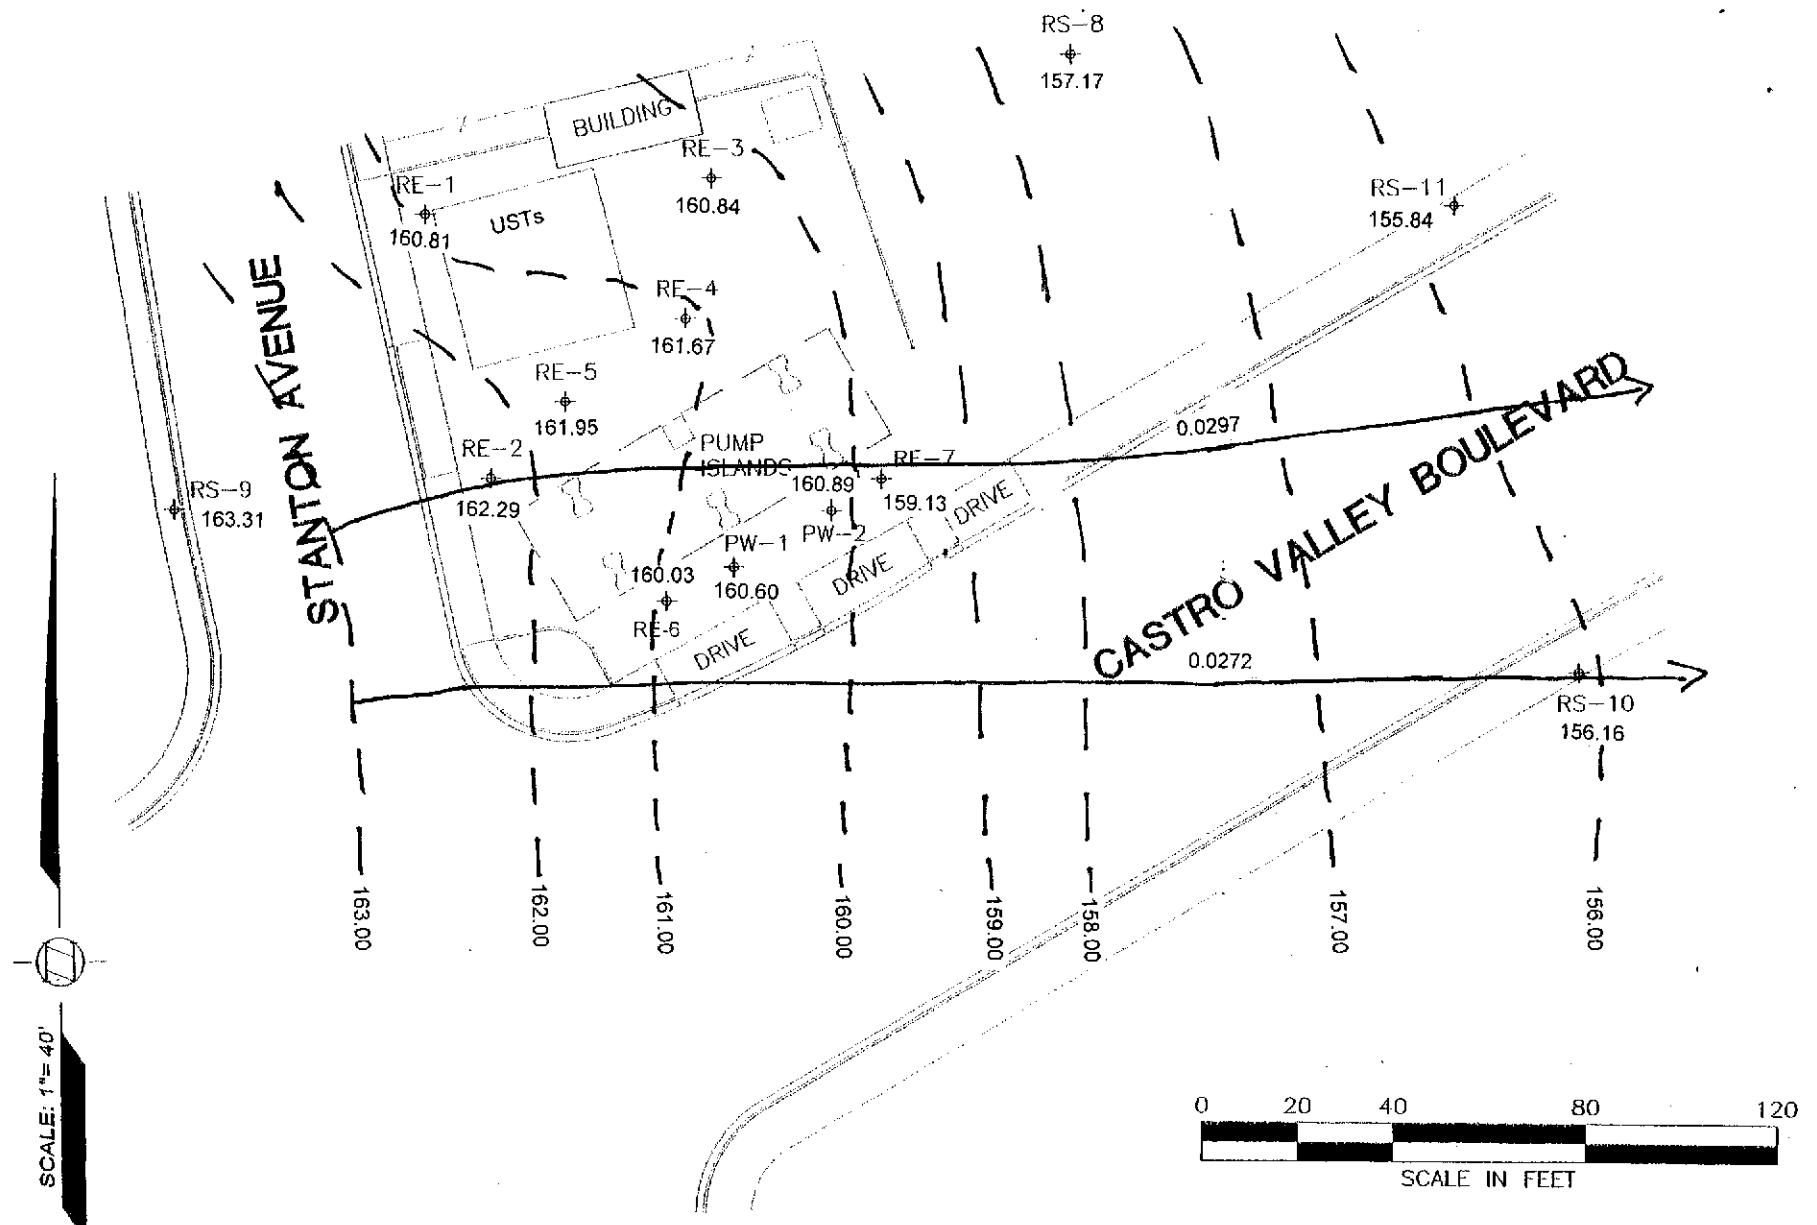 RS-8
157.17
BUILDING
RE-3
160.84
RE-1
160.81
USTs
RS-11
155.84
RE-4
161.67
STANTON AVENUE
RE-5
161.95
RE-2
162.29
PUMP
ISLANDS
RE-7
159.13
160.89
PW-2
0.0297
CASTRO VALLEY BOULEVARD
RS-9
163.31
DRIVE
PW-1
160.60
160.03
RE-6
DRIVE
DRIVE
0.0272
RS-10
156.16
163.00
162.00
161.00
160.00
159.00
158.00
157.00
156.00
SCALE: 1"= 40'
0 20 40 80 120
SCALE IN FEET